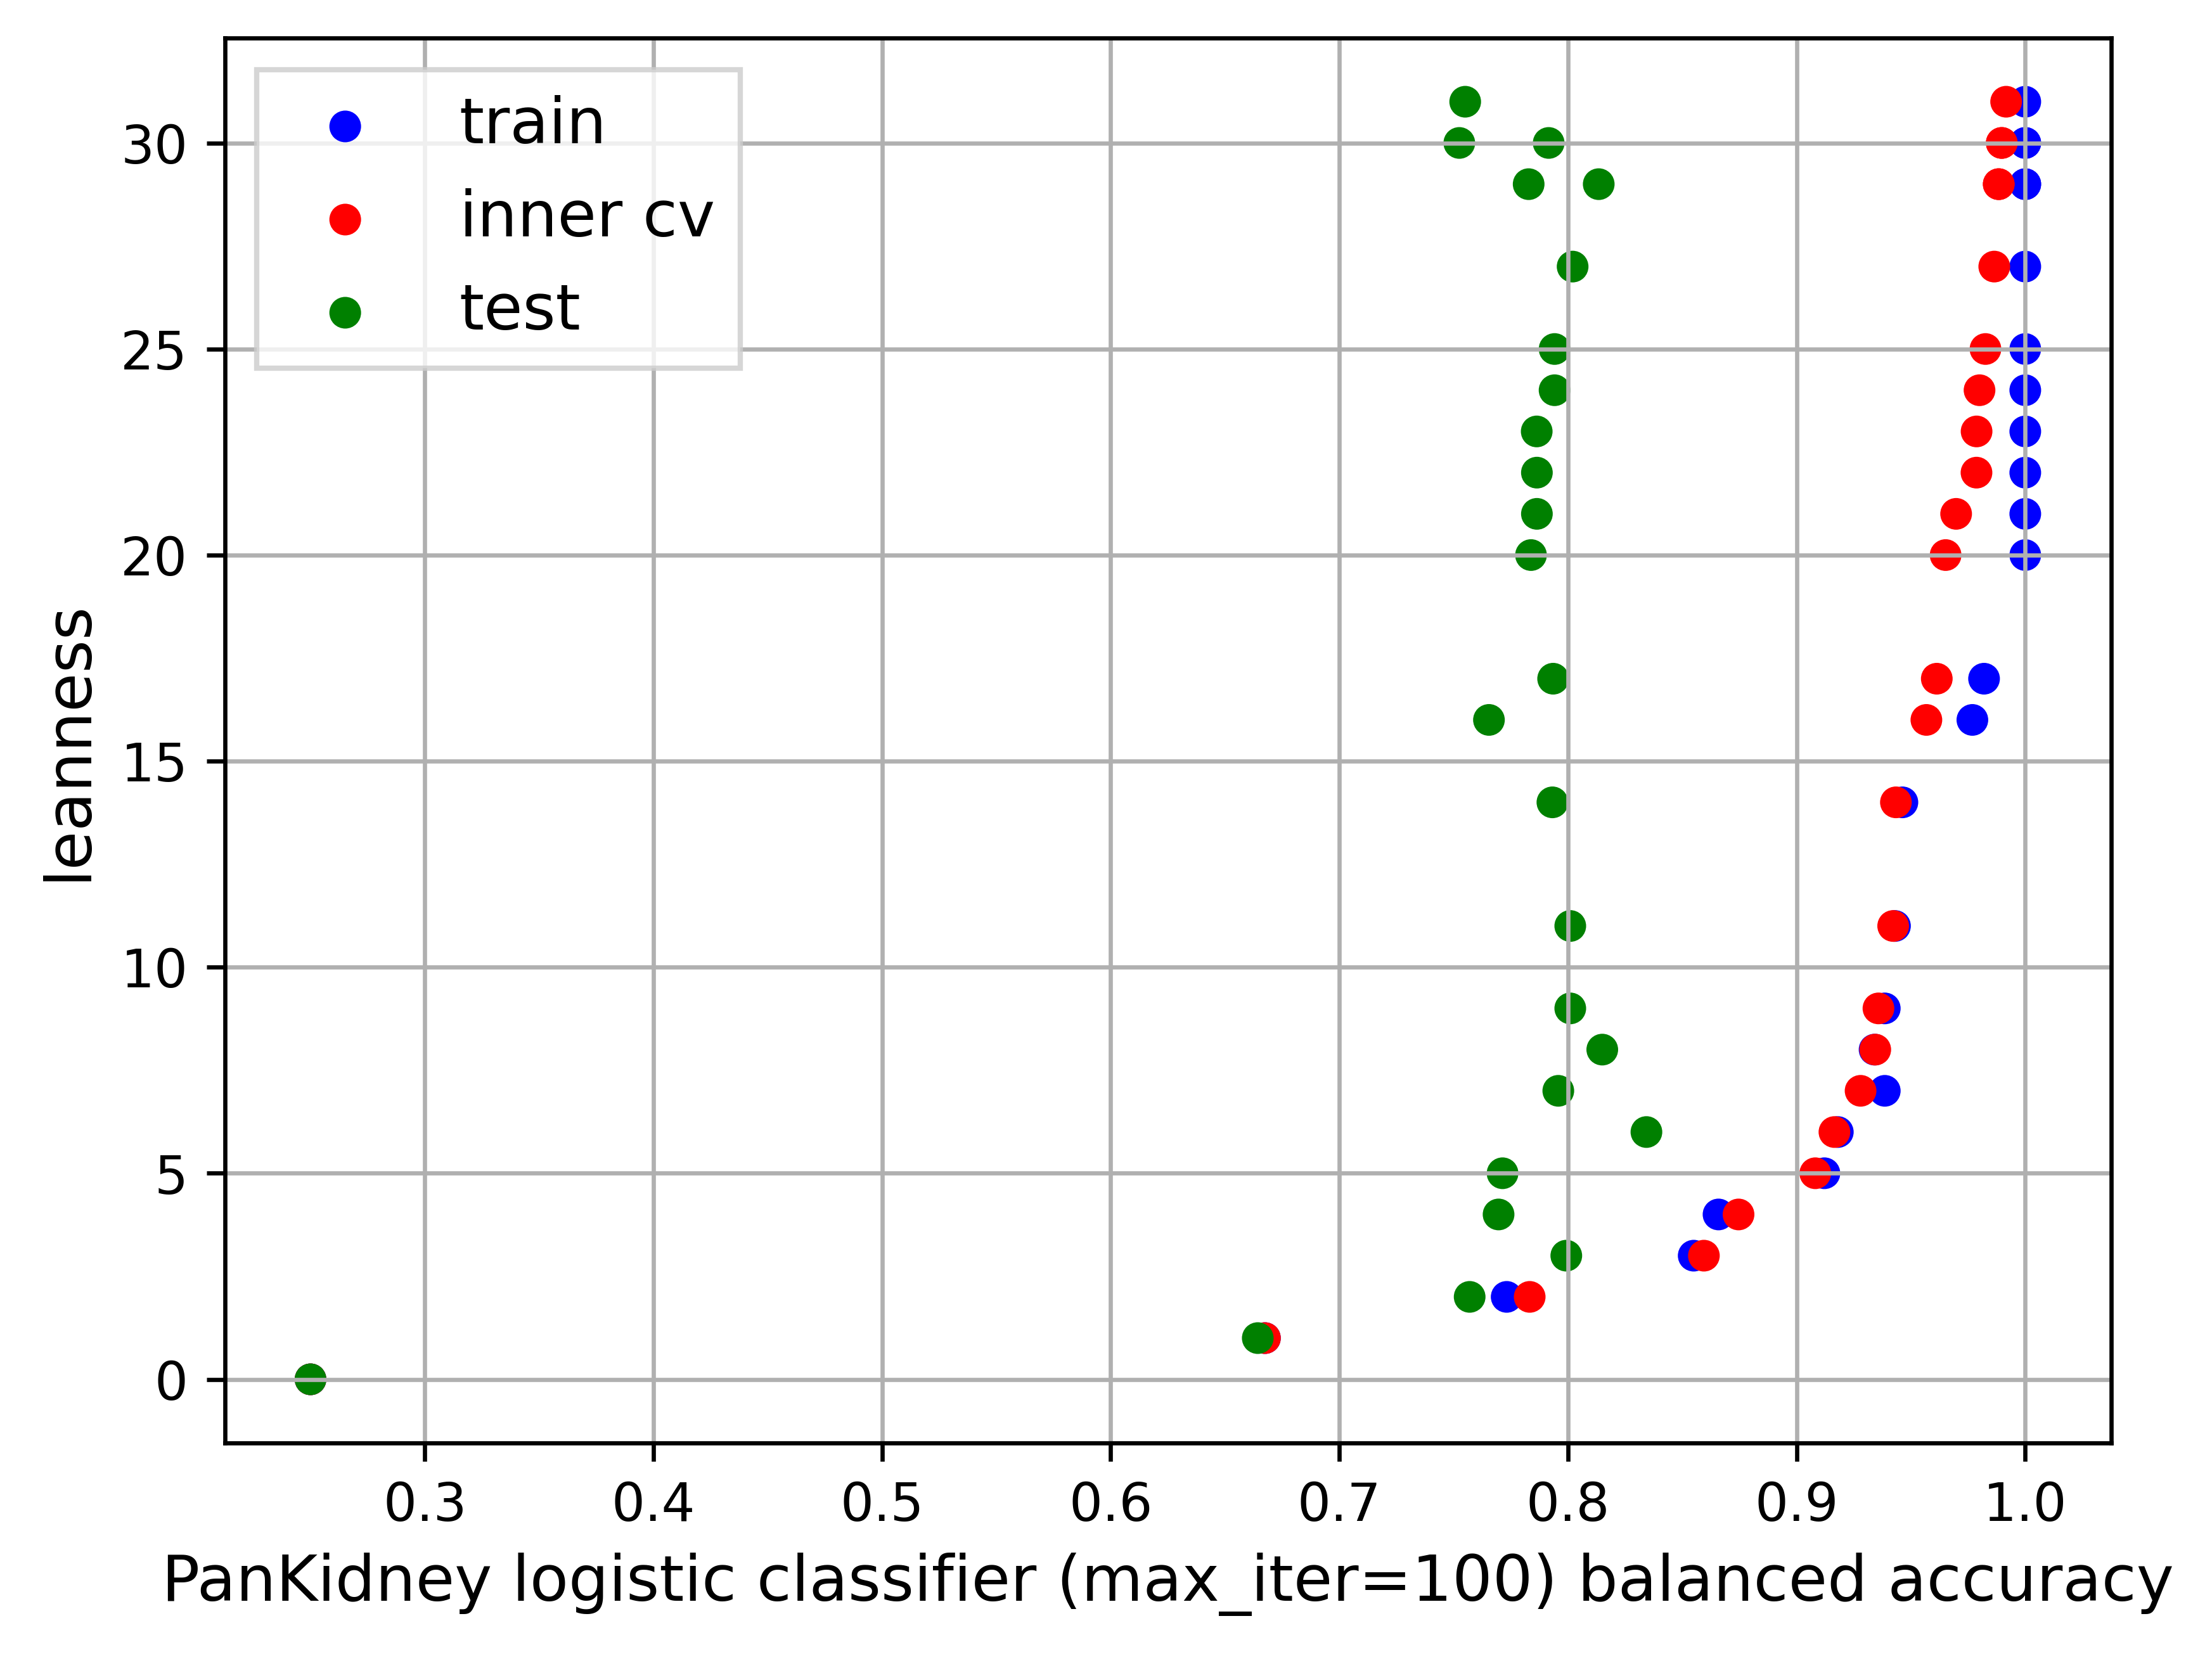 train
inner cv
test
30
25
20
15
10
5
0
leanness
0.3 0.4 0.5 0.6 0.7 0.8 0.9 1.0
PanKidney logistic classifier (max_iter=100) balanced accuracy